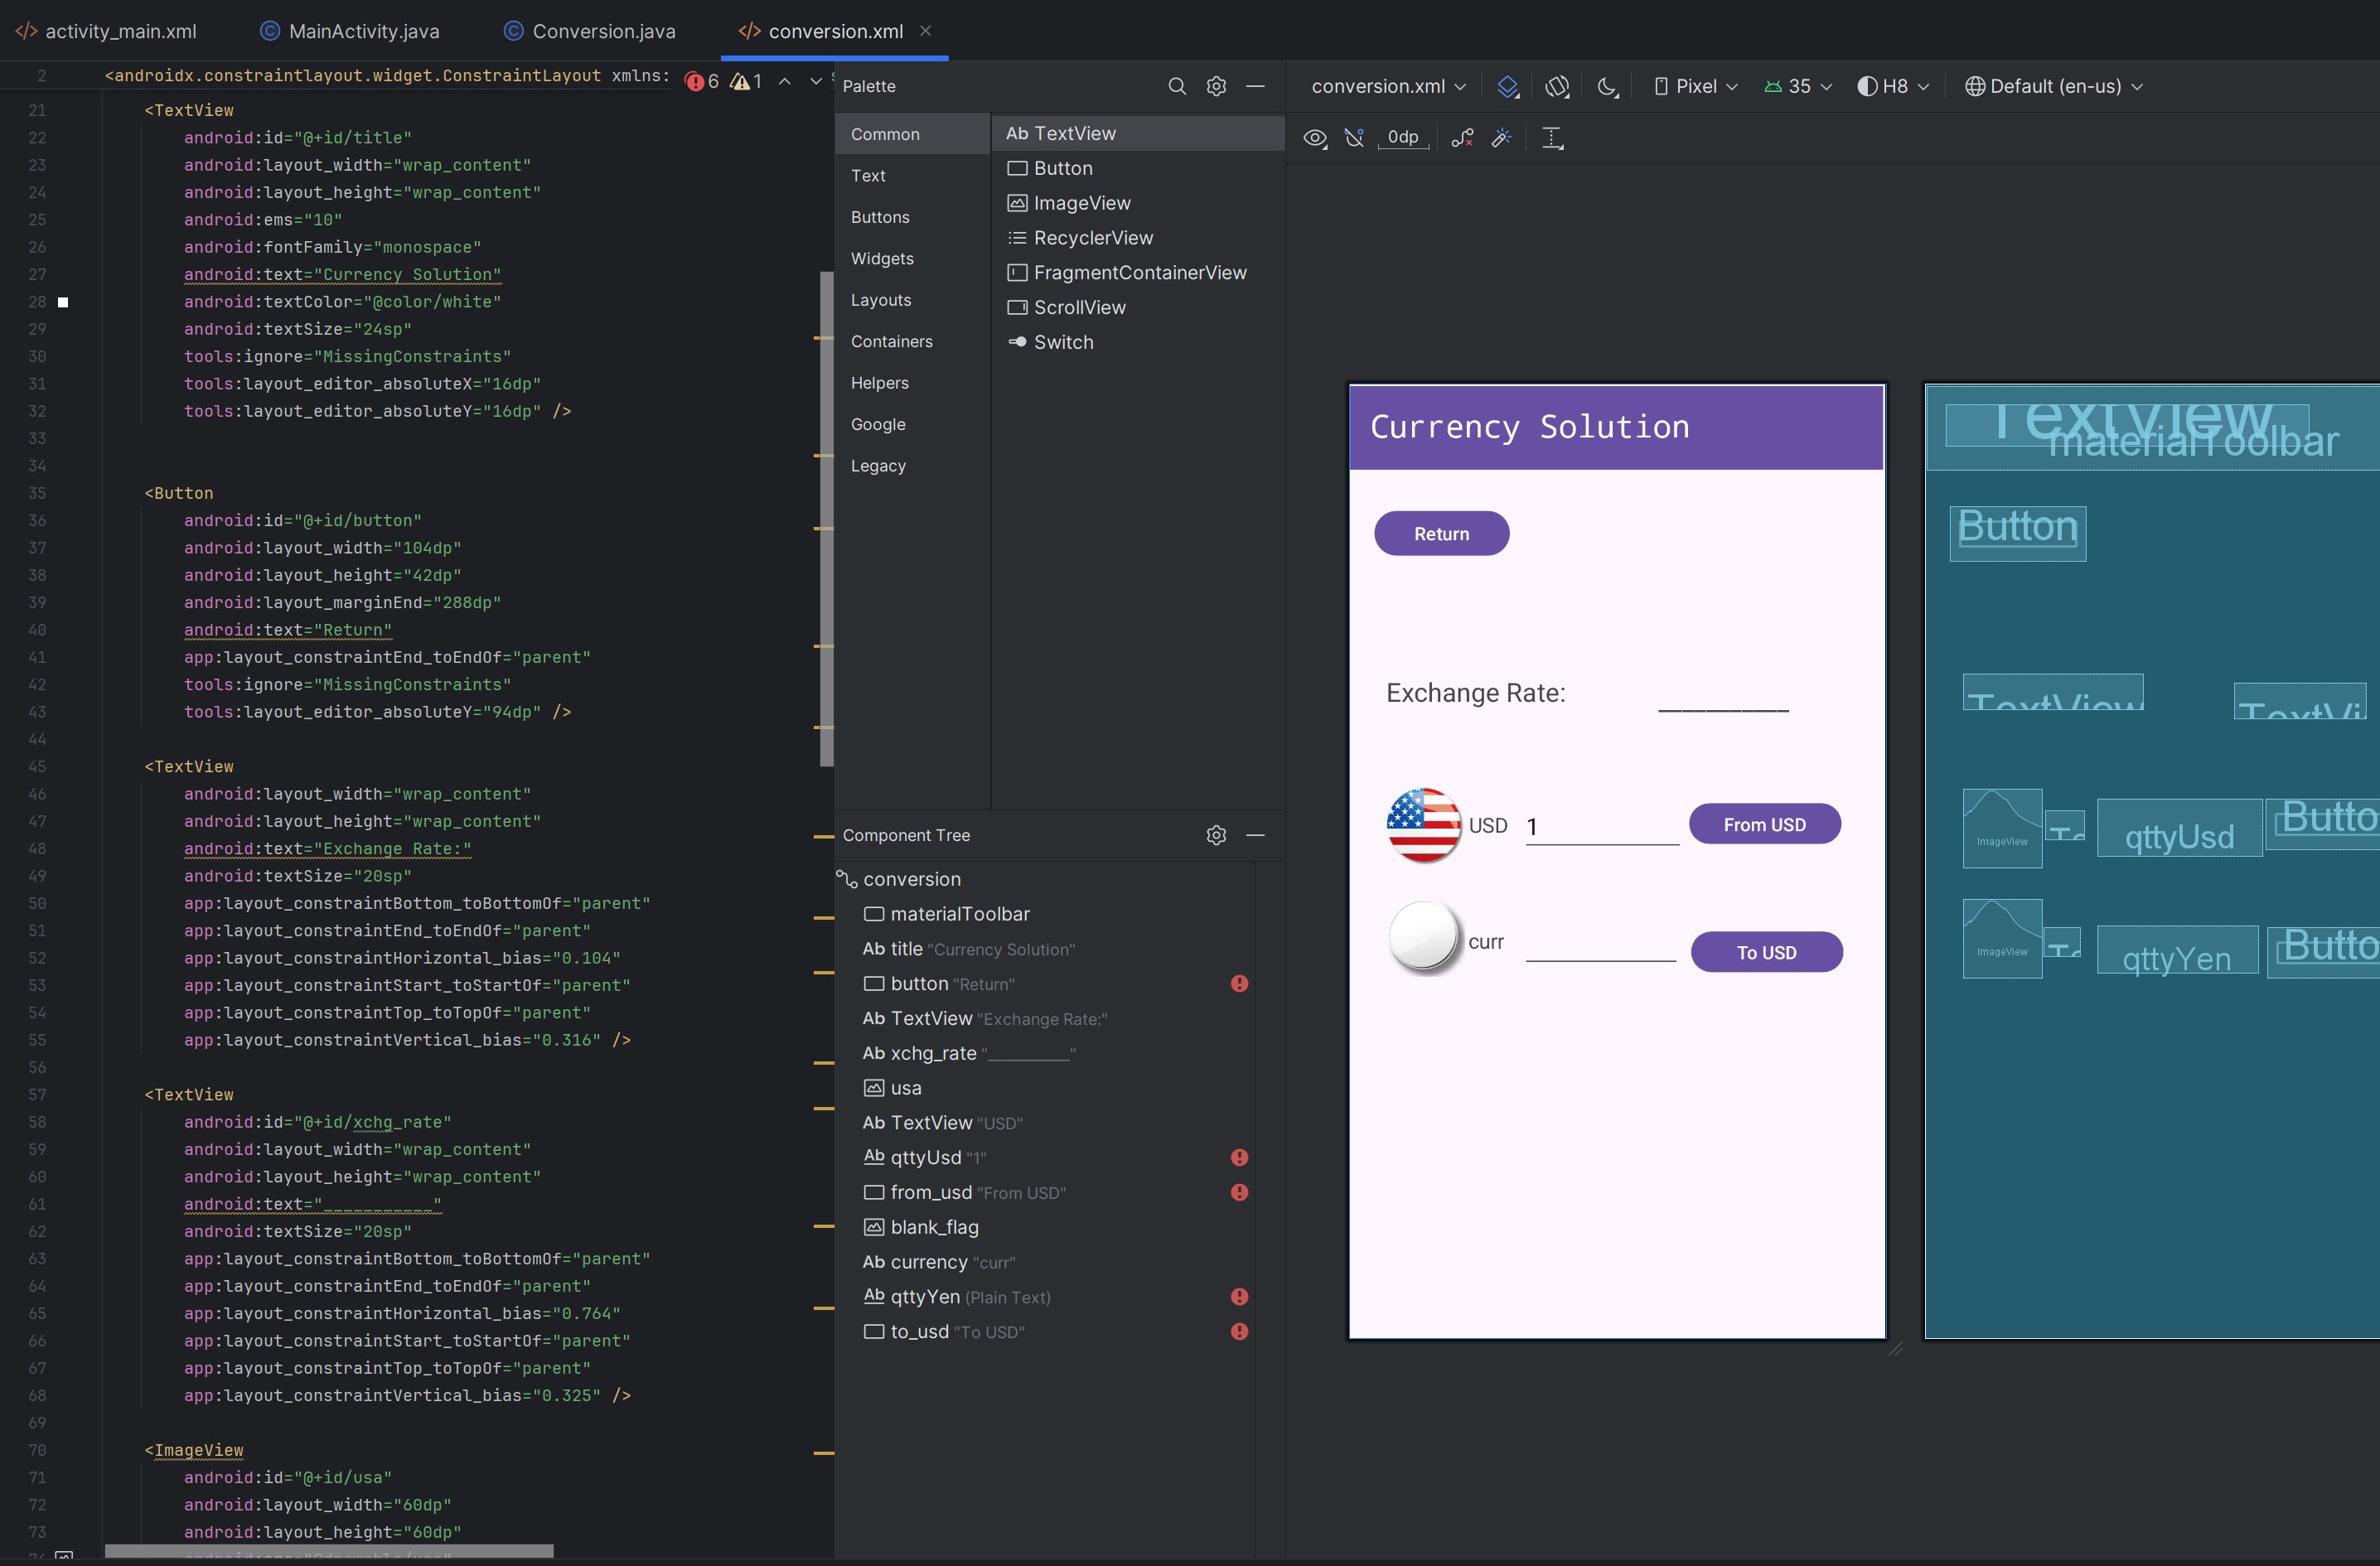 activity_main.xml
MainActivity.java
Conversion.java
conversion.xml
2 <androidx.constraintlayout.widget.ConstraintLayout xmlns:
6 1
21 <TextView
22 android:id="@+id/title"
23 android:layout_width="wrap_content"
24 android:layout_height="wrap_content"
25 android:ems="10"
26 android:fontFamily="monospace"
27 android:text="Currency Solution"
28 android:textColor="@color/white"
29 android:textSize="24sp"
30 tools:ignore="MissingConstraints"
31 tools:layout_editor_absoluteX="16dp"
32 tools:layout_editor_absoluteY="16dp" />
33
34
35 <Button
36 android:id="@+id/button"
37 android:layout_width="104dp"
38 android:layout_height="42dp"
39 android:layout_marginEnd="288dp"
40 android:text="Return"
41 app:layout_constraintEnd_toEndOf="parent"
42 tools:ignore="MissingConstraints"
43 tools:layout_editor_absoluteY="94dp" />
44
45 <TextView
46 android:layout_width="wrap_content"
47 android:layout_height="wrap_content"
48 android:text="Exchange Rate:"
49 android:textSize="20sp"
50 app:layout_constraintBottom_toBottomOf="parent"
51 app:layout_constraintEnd_toEndOf="parent"
52 app:layout_constraintHorizontal_bias="0.104"
53 app:layout_constraintStart_toStartOf="parent"
54 app:layout_constraintTop_toTopOf="parent"
55 app:layout_constraintVertical_bias="0.316" />
56
57 <TextView
58 android:id="@+id/xchg_rate"
59 android:layout_width="wrap_content"
60 android:layout_height="wrap_content"
61 android:text="___________"
62 android:textSize="20sp"
63 app:layout_constraintBottom_toBottomOf="parent"
64 app:layout_constraintEnd_toEndOf="parent"
65 app:layout_constraintHorizontal_bias="0.764"
66 app:layout_constraintStart_toStartOf="parent"
67 app:layout_constraintTop_toTopOf="parent"
68 app:layout_constraintVertical_bias="0.325" />
69
70 <ImageView
71 android:id="@+id/usa"
72 android:layout_width="60dp"
73 android:layout_height="60dp"
Palette
Common
Text
Buttons
Widgets
Layouts
Containers
Helpers
Google
Legacy
Ab TextView
Button
ImageView
RecyclerView
FragmentContainerView
ScrollView
Switch
Component Tree
conversion
materialToolbar
Ab title "Currency Solution"
button "Return"
Ab TextView "Exchange Rate:"
Ab xchg_rate "___________"
usa
Ab TextView "USD"
Ab qttyUsd "1"
from_usd "From USD"
blank_flag
Ab currency "curr"
Ab qttyYen (Plain Text)
to_usd "To USD"
conversion.xml
Pixel
35
H8
Default (en-us)
0dp
Currency Solution
Return
Exchange Rate: ___________
USD 1 From USD
curr To USD
TextView
materialToolbar
Button
TextView
TextVi
ImageView
qttyUsd
Butto
ImageView
qttyYen
Butto